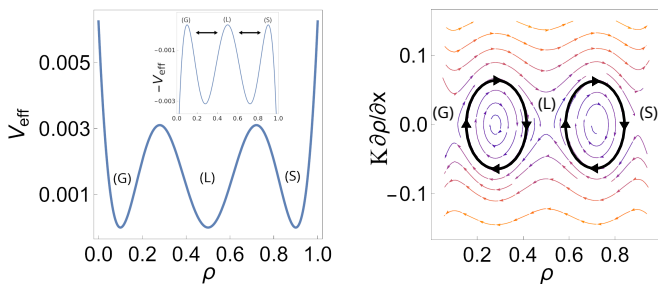 (G) (L) (S)
−0.001
−V_eff
−0.003
0.0 0.2 0.4 0.6 0.8 1.0
0.005
0.003
0.001
V_eff
(G) (L) (S)
0.0 0.2 0.4 0.6 0.8 1.0
ρ
0.1
0.0
−0.1
K ∂ρ/∂x
(G) (L) (S)
0.2 0.4 0.6 0.8
ρ